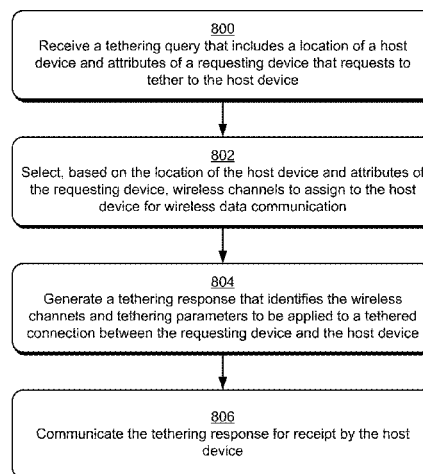 800
Receive a tethering query that includes a location of a host
device and attributes of a requesting device that requests to
tether to the host device
802
Select, based on the location of the host device and attributes of
the requesting device, wireless channels to assign to the host
device for wireless data communication
804
Generate a tethering response that identifies the wireless
channels and tethering parameters to be applied to a tethered
connection between the requesting device and the host device
806
Communicate the tethering response for receipt by the host
device